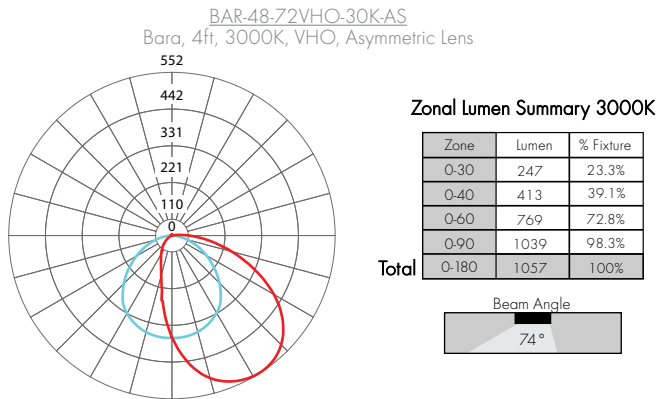 BAR-48-72VHO-30K-AS
Bara, 4ft, 3000K, VHO, Asymmetric Lens
552
442
331
221
110
0
Zonal Lumen Summary 3000K
Zone Lumen % Fixture
0-30 247 23.3%
0-40 413 39.1%
0-60 769 72.8%
0-90 1039 98.3%
Total 0-180 1057 100%
Beam Angle
74°